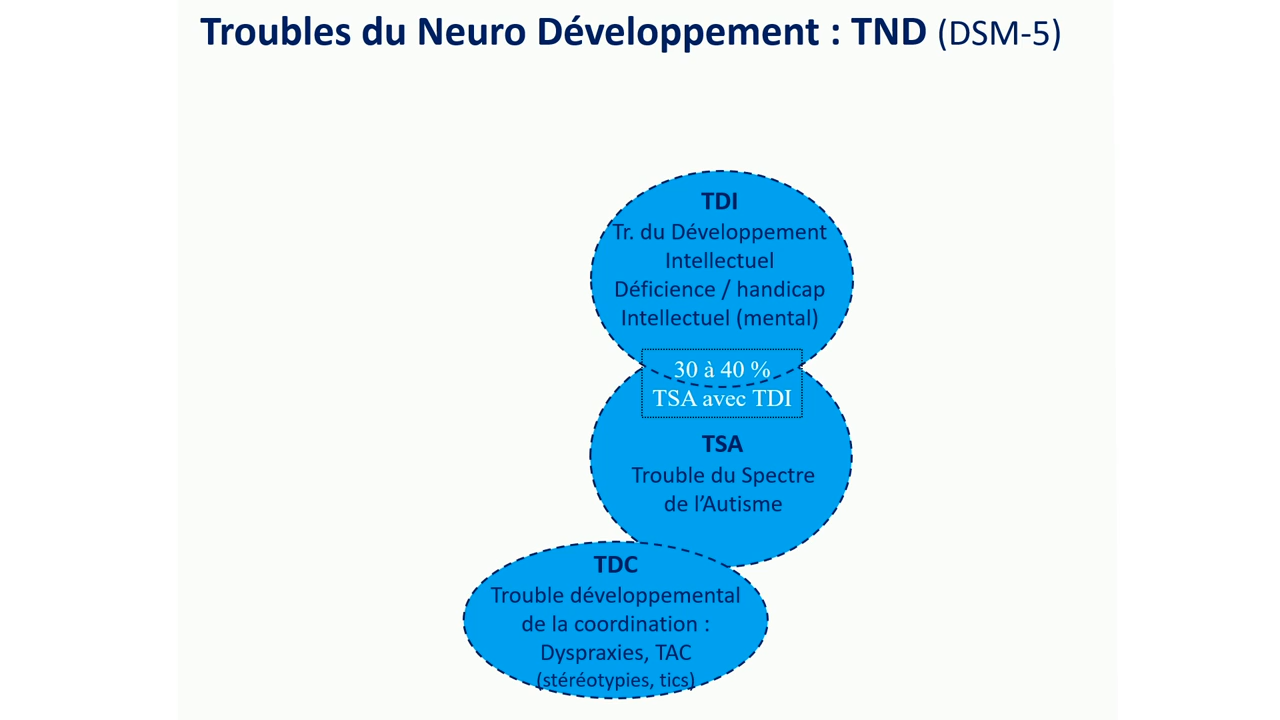 Troubles du Neuro Développement : TND (DSM-5)
TDI
Tr. du Développement
Intellectuel
Déficience / handicap
Intellectuel (mental)
30 à 40 %
TSA avec TDI
TSA
Trouble du Spectre
de l’Autisme
TDC
Trouble développemental
de la coordination :
Dyspraxies, TAC
(stéréotypies, tics)